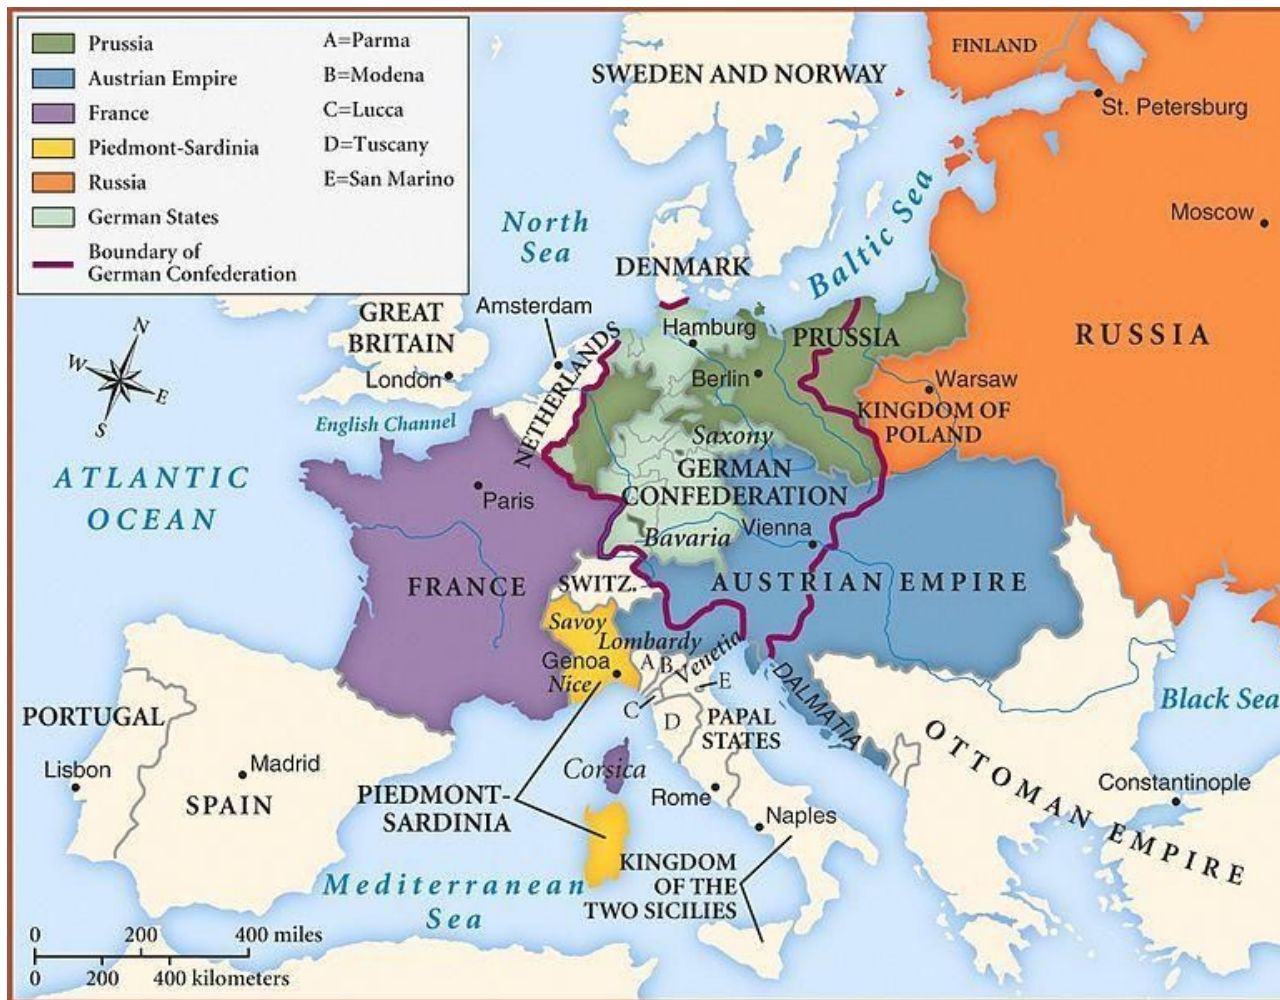 Prussia
Austrian Empire
France
Piedmont-Sardinia
Russia
German States
Boundary of
German Confederation
A=Parma
B=Modena
C=Lucca
D=Tuscany
E=San Marino
FINLAND
SWEDEN AND NORWAY
St. Petersburg
Moscow
North
Sea
Baltic Sea
DENMARK
GREAT
BRITAIN
London
Amsterdam
Hamburg
PRUSSIA
RUSSIA
NETHERLANDS
Berlin
Warsaw
KINGDOM OF
POLAND
N
W
E
S
English Channel
Saxony
GERMAN
CONFEDERATION
ATLANTIC
OCEAN
Paris
Bavaria
Vienna
FRANCE
SWITZ.
AUSTRIAN EMPIRE
Savoy
Lombardy
Venetia
Genoa
Nice
A
B
C
D
E
DALMATIA
PAPAL
STATES
Black Sea
PORTUGAL
Lisbon
Madrid
SPAIN
Corsica
PIEDMONT-
SARDINIA
Rome
Naples
OTTOMAN EMPIRE
Constantinople
KINGDOM
OF THE
TWO SICILIES
Mediterranean
Sea
0 200 400 miles
0 200 400 kilometers